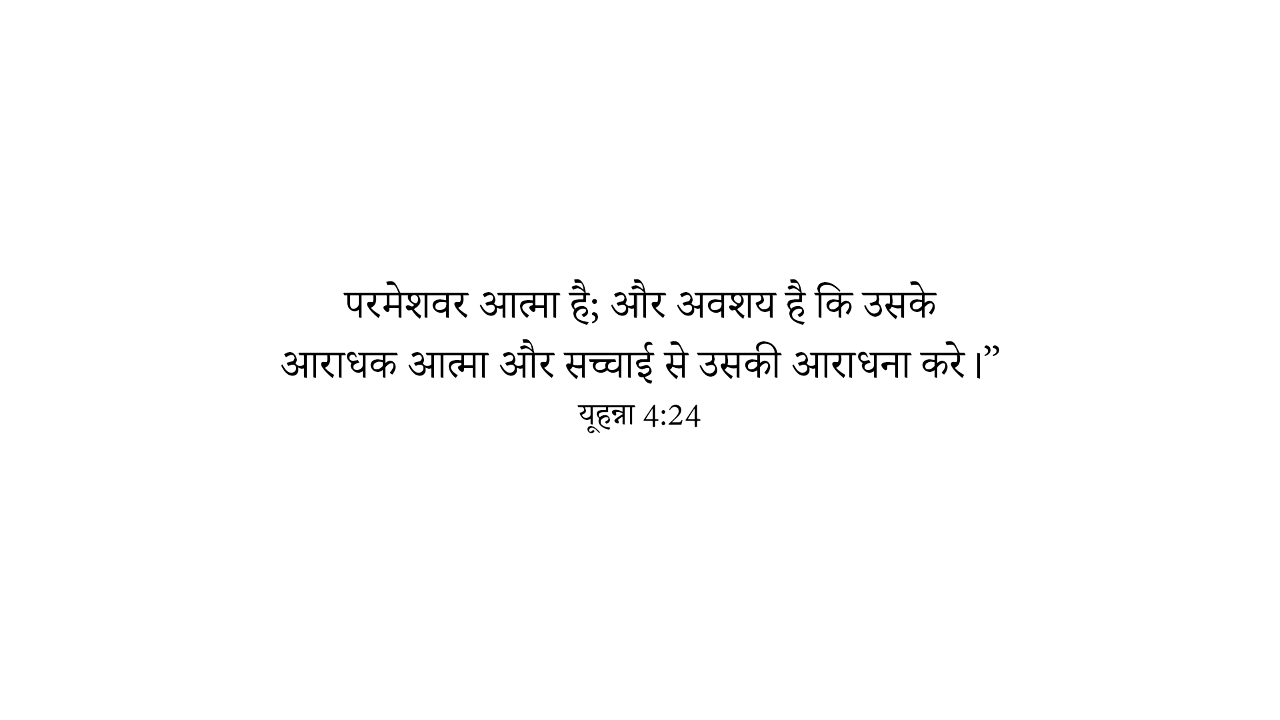 परमेशवर आत्मा है; और अवशय है कि उसके
आराधक आत्मा और सच्चाई से उसकी आराधना करे।”
यूहन्ना 4:24